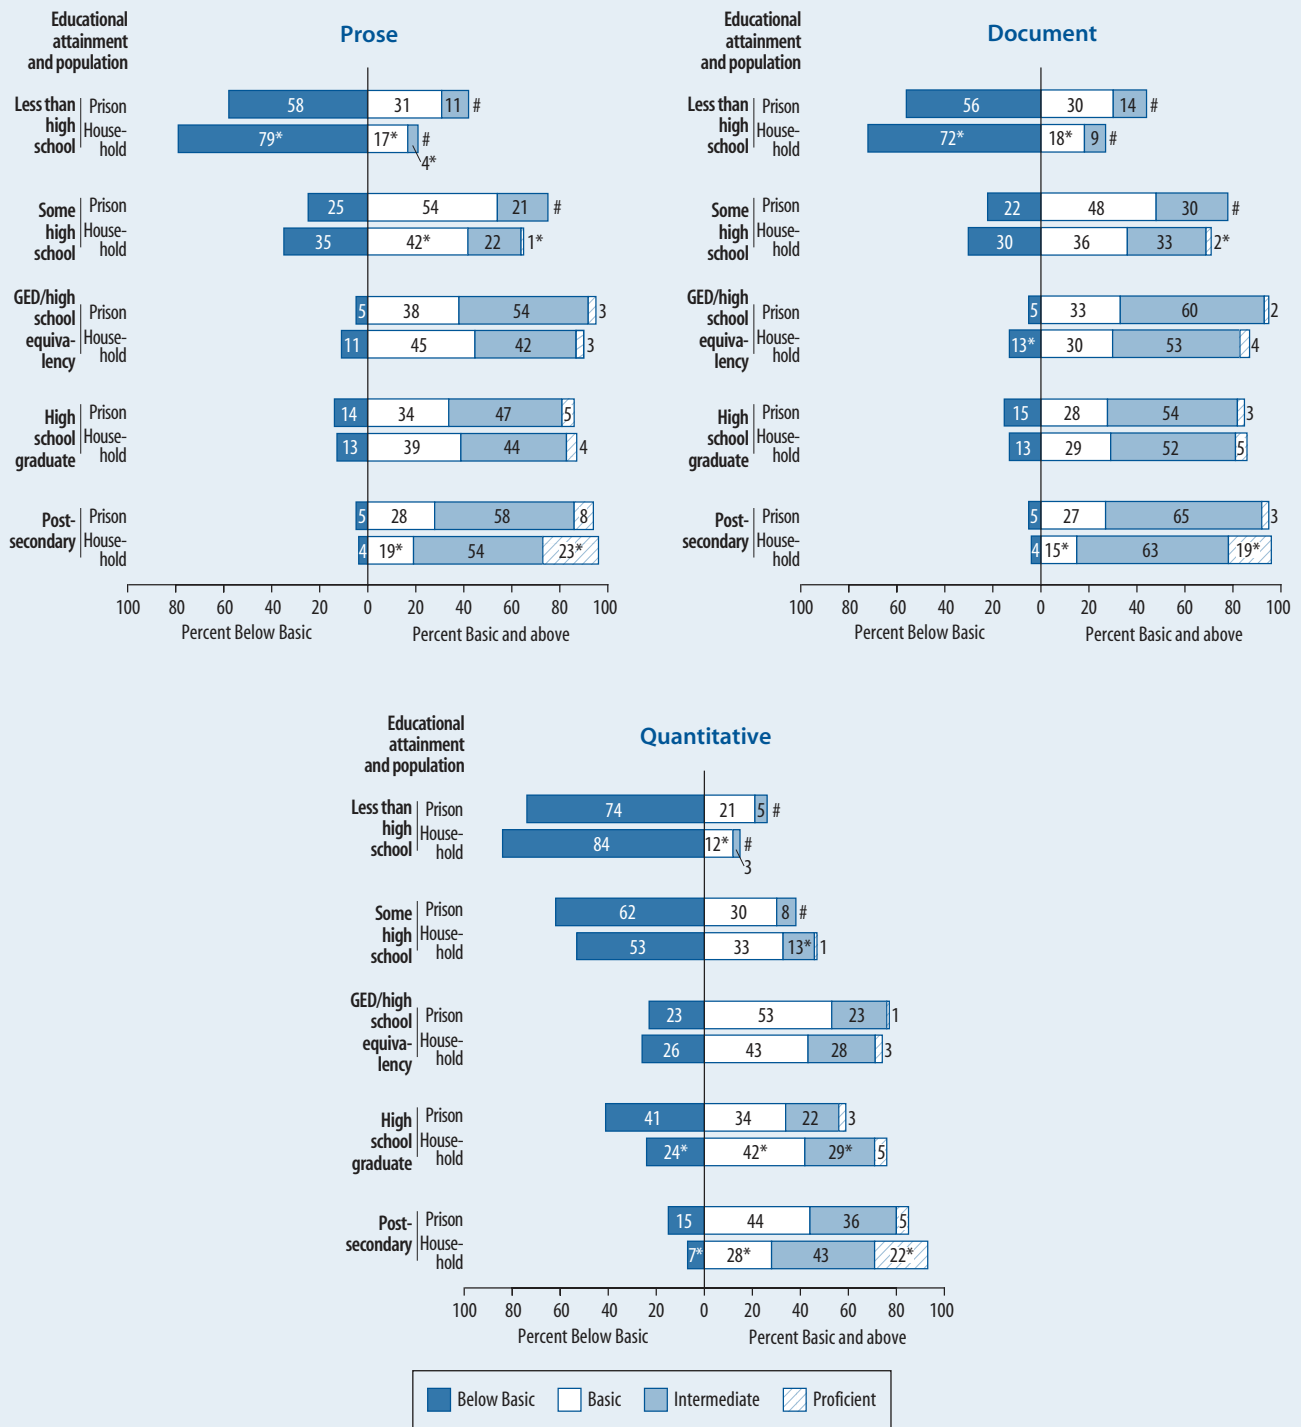 Educational
attainment
and population
Prose
Less than
high
school
Prison
58
31
11
#
House-
hold
79*
17*
#
4*
Some
high
school
Prison
25
54
21
#
House-
hold
35
42*
22
1*
GED/high
school
equiva-
lency
Prison
5
38
54
3
House-
hold
11
45
42
3
High
school
graduate
Prison
14
34
47
5
House-
hold
13
39
44
4
Post-
secondary
Prison
5
28
58
8
House-
hold
4
19*
54
23*
100 80 60 40 20 0 20 40 60 80 100
Percent Below Basic Percent Basic and above
Educational
attainment
and population
Document
Less than
high
school
Prison
56
30
14
#
House-
hold
72*
18*
9
#
Some
high
school
Prison
22
48
30
#
House-
hold
30
36
33
2*
GED/high
school
equiva-
lency
Prison
5
33
60
2
House-
hold
13*
30
53
4
High
school
graduate
Prison
15
28
54
3
House-
hold
13
29
52
5
Post-
secondary
Prison
5
27
65
3
House-
hold
4
15*
63
19*
100 80 60 40 20 0 20 40 60 80 100
Percent Below Basic Percent Basic and above
Educational
attainment
and population
Quantitative
Less than
high
school
Prison
74
21
5
#
House-
hold
84
12*
#
3
Some
high
school
Prison
62
30
8
#
House-
hold
53
33
13*
1
GED/high
school
equiva-
lency
Prison
23
53
23
1
House-
hold
26
43
28
3
High
school
graduate
Prison
41
34
22
3
House-
hold
24*
42*
29*
5
Post-
secondary
Prison
15
44
36
5
House-
hold
7*
28*
43
22*
100 80 60 40 20 0 20 40 60 80 100
Percent Below Basic Percent Basic and above
Below Basic Basic Intermediate Proficient